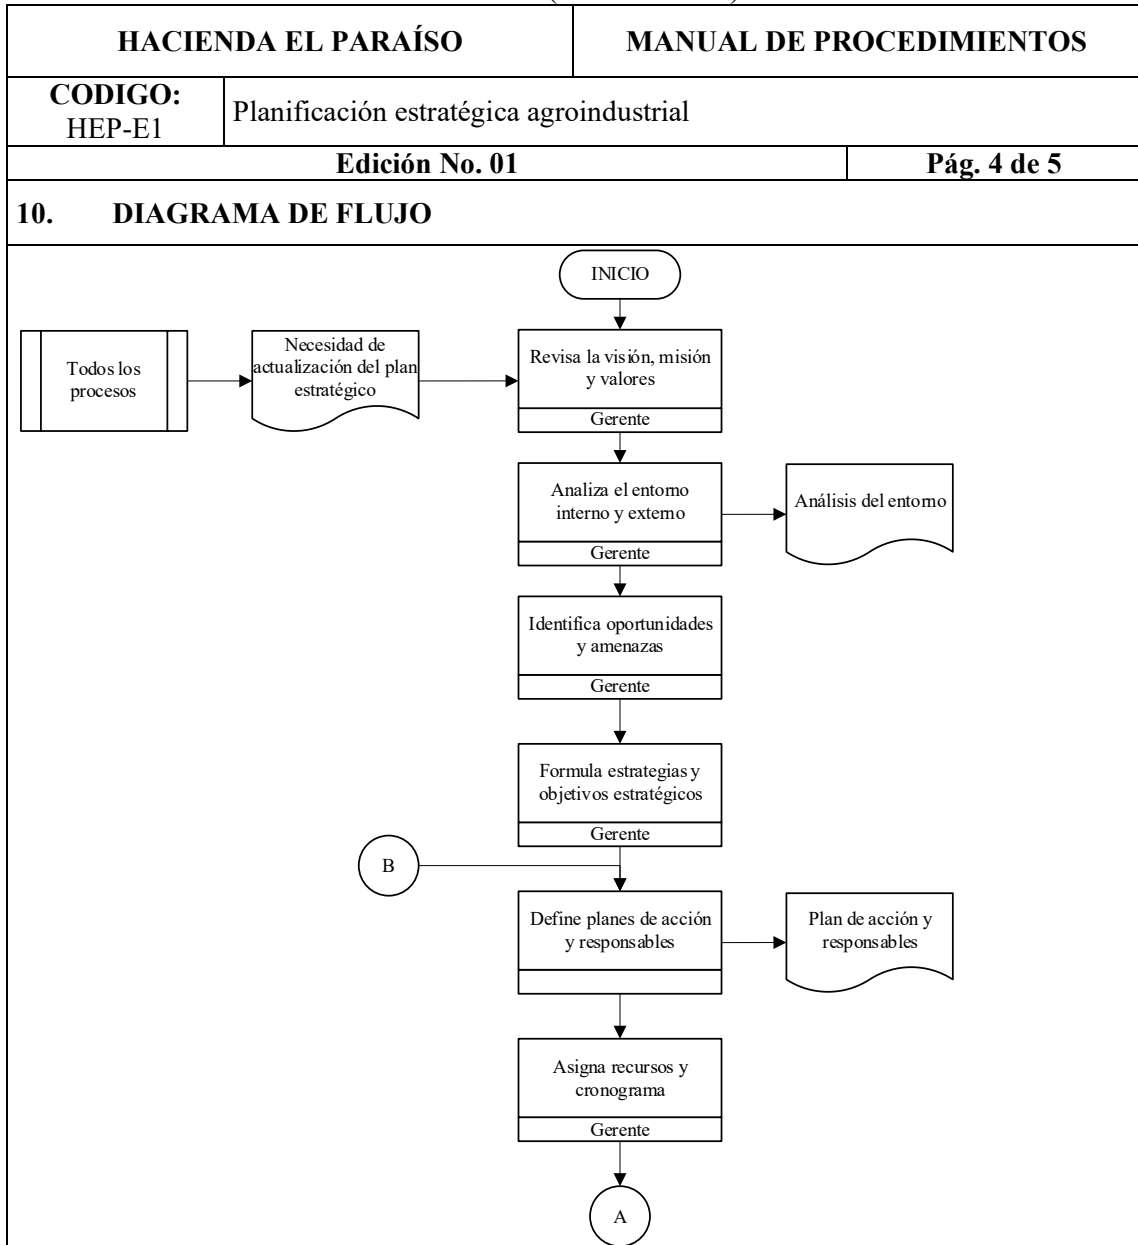 HACIENDA EL PARAÍSO
MANUAL DE PROCEDIMIENTOS
CODIGO:
HEP-E1
Planificación estratégica agroindustrial
Edición No. 01
Pág. 4 de 5
10. DIAGRAMA DE FLUJO
INICIO
Todos los
procesos
Necesidad de
actualización del plan
estratégico
Revisa la visión, misión
y valores
Gerente
Analiza el entorno
interno y externo
Gerente
Análisis del entorno
Identifica oportunidades
y amenazas
Gerente
Formula estrategias y
objetivos estratégicos
Gerente
B
Define planes de acción
y responsables
Plan de acción y
responsables
Asigna recursos y
cronograma
Gerente
A